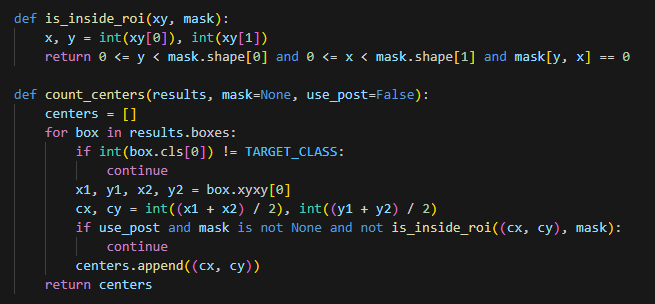 def is_inside_roi(xy, mask):
    x, y = int(xy[0]), int(xy[1])
    return 0 <= y < mask.shape[0] and 0 <= x < mask.shape[1] and mask[y, x] == 0

def count_centers(results, mask=None, use_post=False):
    centers = []
    for box in results.boxes:
        if int(box.cls[0]) != TARGET_CLASS:
            continue
        x1, y1, x2, y2 = box.xyxy[0]
        cx, cy = int((x1 + x2) / 2), int((y1 + y2) / 2)
        if use_post and mask is not None and not is_inside_roi((cx, cy), mask):
            continue
        centers.append((cx, cy))
    return centers